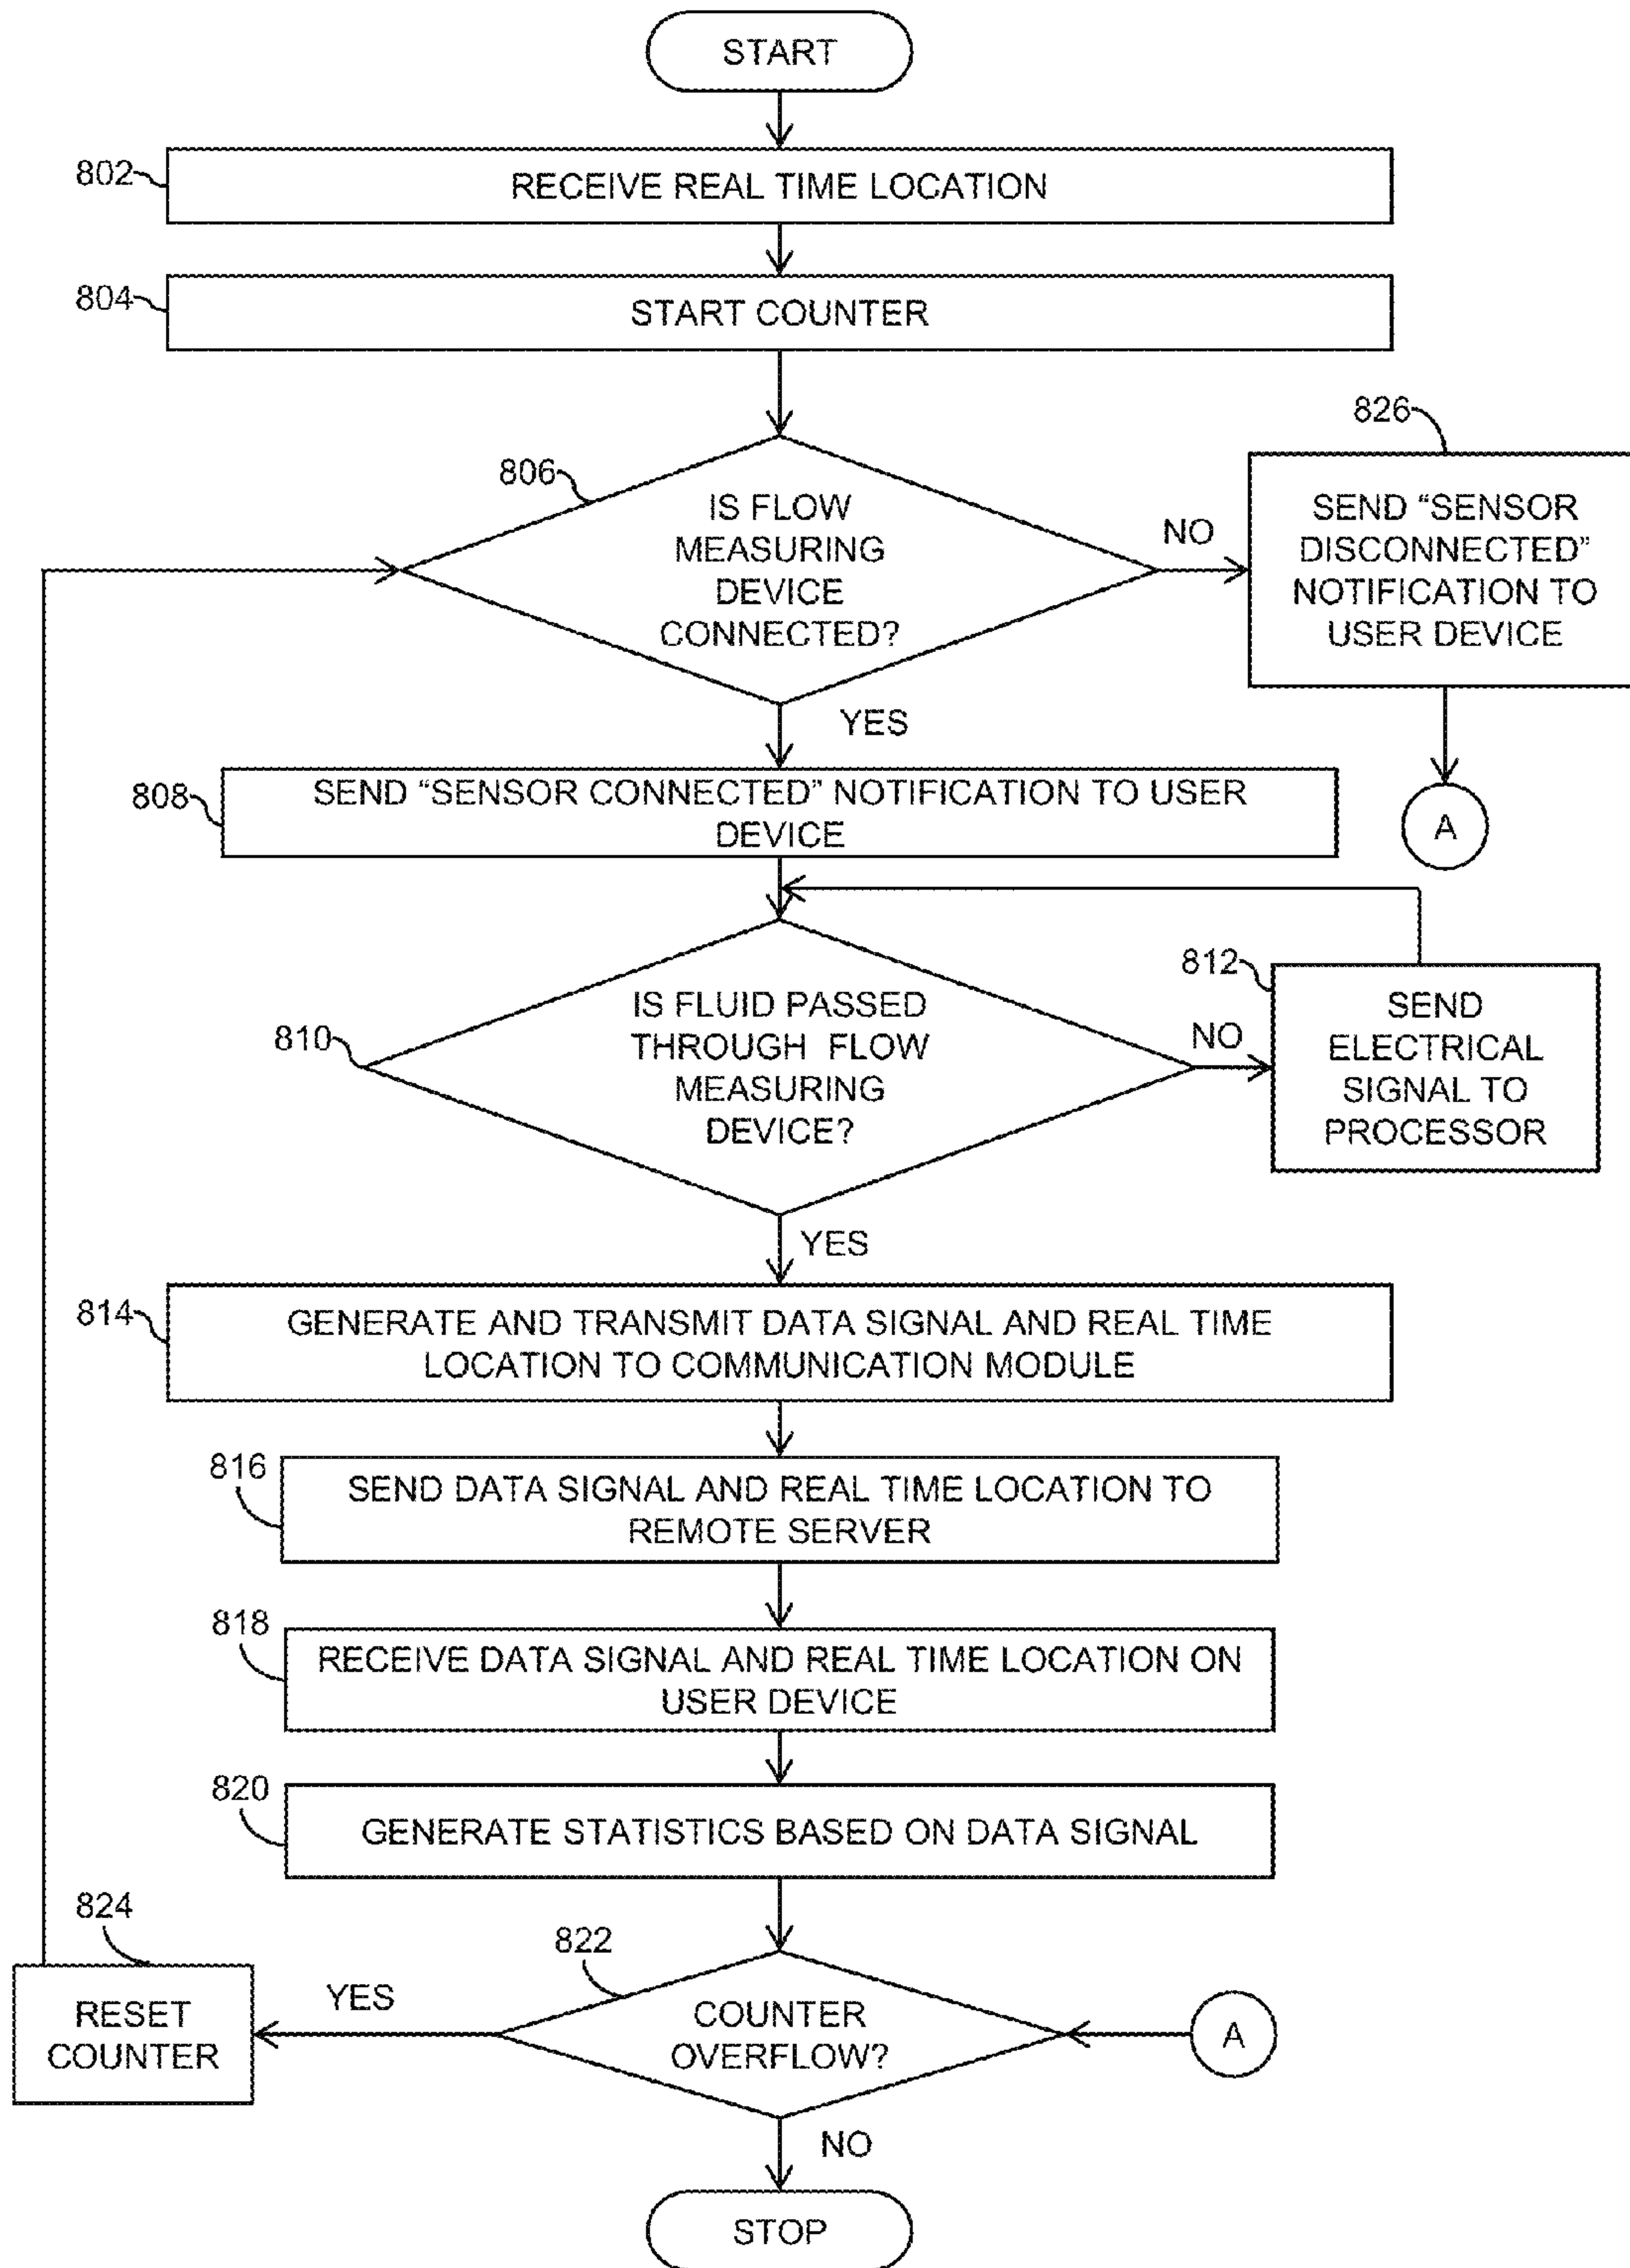 START
802
RECEIVE REAL TIME LOCATION
804
START COUNTER
806
IS FLOW
MEASURING
DEVICE
CONNECTED?
NO
826
SEND “SENSOR
DISCONNECTED”
NOTIFICATION TO
USER DEVICE
A
YES
808
SEND “SENSOR CONNECTED” NOTIFICATION TO USER
DEVICE
810
IS FLUID PASSED
THROUGH FLOW
MEASURING
DEVICE?
NO
812
SEND
ELECTRICAL
SIGNAL TO
PROCESSOR
YES
814
GENERATE AND TRANSMIT DATA SIGNAL AND REAL TIME
LOCATION TO COMMUNICATION MODULE
816
SEND DATA SIGNAL AND REAL TIME LOCATION TO
REMOTE SERVER
818
RECEIVE DATA SIGNAL AND REAL TIME LOCATION ON
USER DEVICE
820
GENERATE STATISTICS BASED ON DATA SIGNAL
824
RESET
COUNTER
YES
822
COUNTER
OVERFLOW?
A
NO
STOP